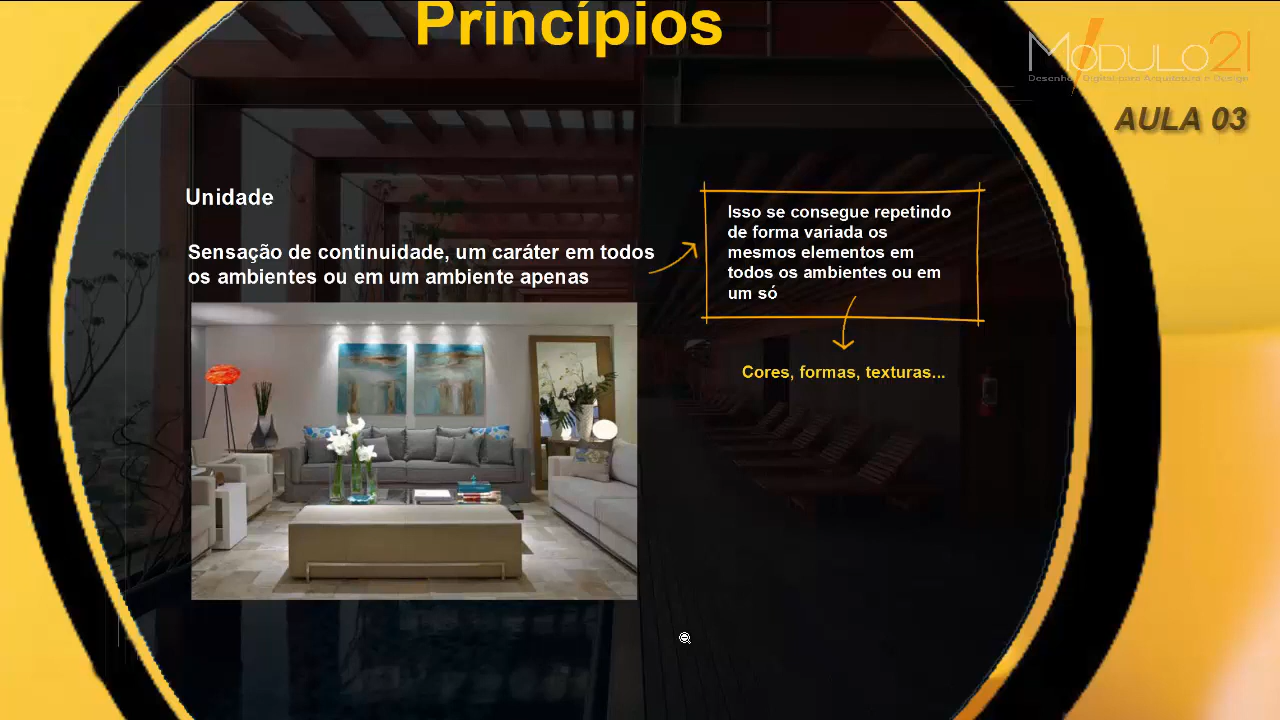 Princípios
MÓDULO21
Desenho Digital para Arquitetura e Design
AULA 03
Unidade
Sensação de continuidade, um caráter em todos
os ambientes ou em um ambiente apenas
Isso se consegue repetindo
de forma variada os
mesmos elementos em
todos os ambientes ou em
um só
Cores, formas, texturas...